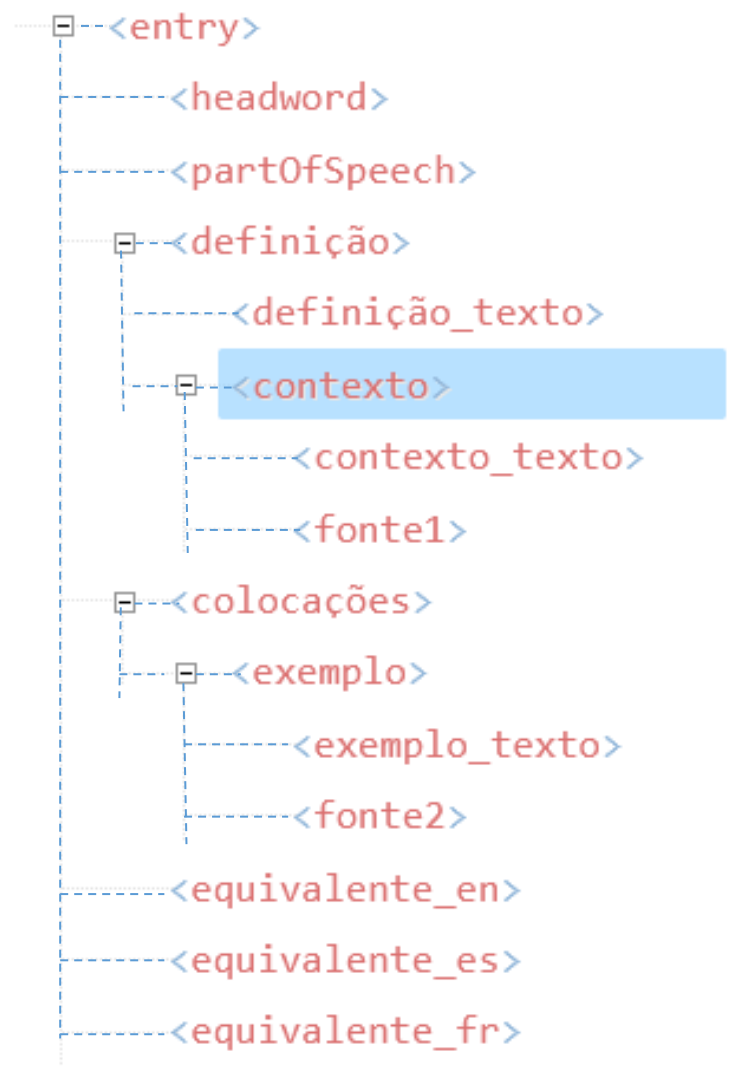 <entry>
<headword>
<partOfSpeech>
<definição>
<definição_texto>
<contexto>
<contexto_texto>
<fonte1>
<colocações>
<exemplo>
<exemplo_texto>
<fonte2>
<equivalente_en>
<equivalente_es>
<equivalente_fr>